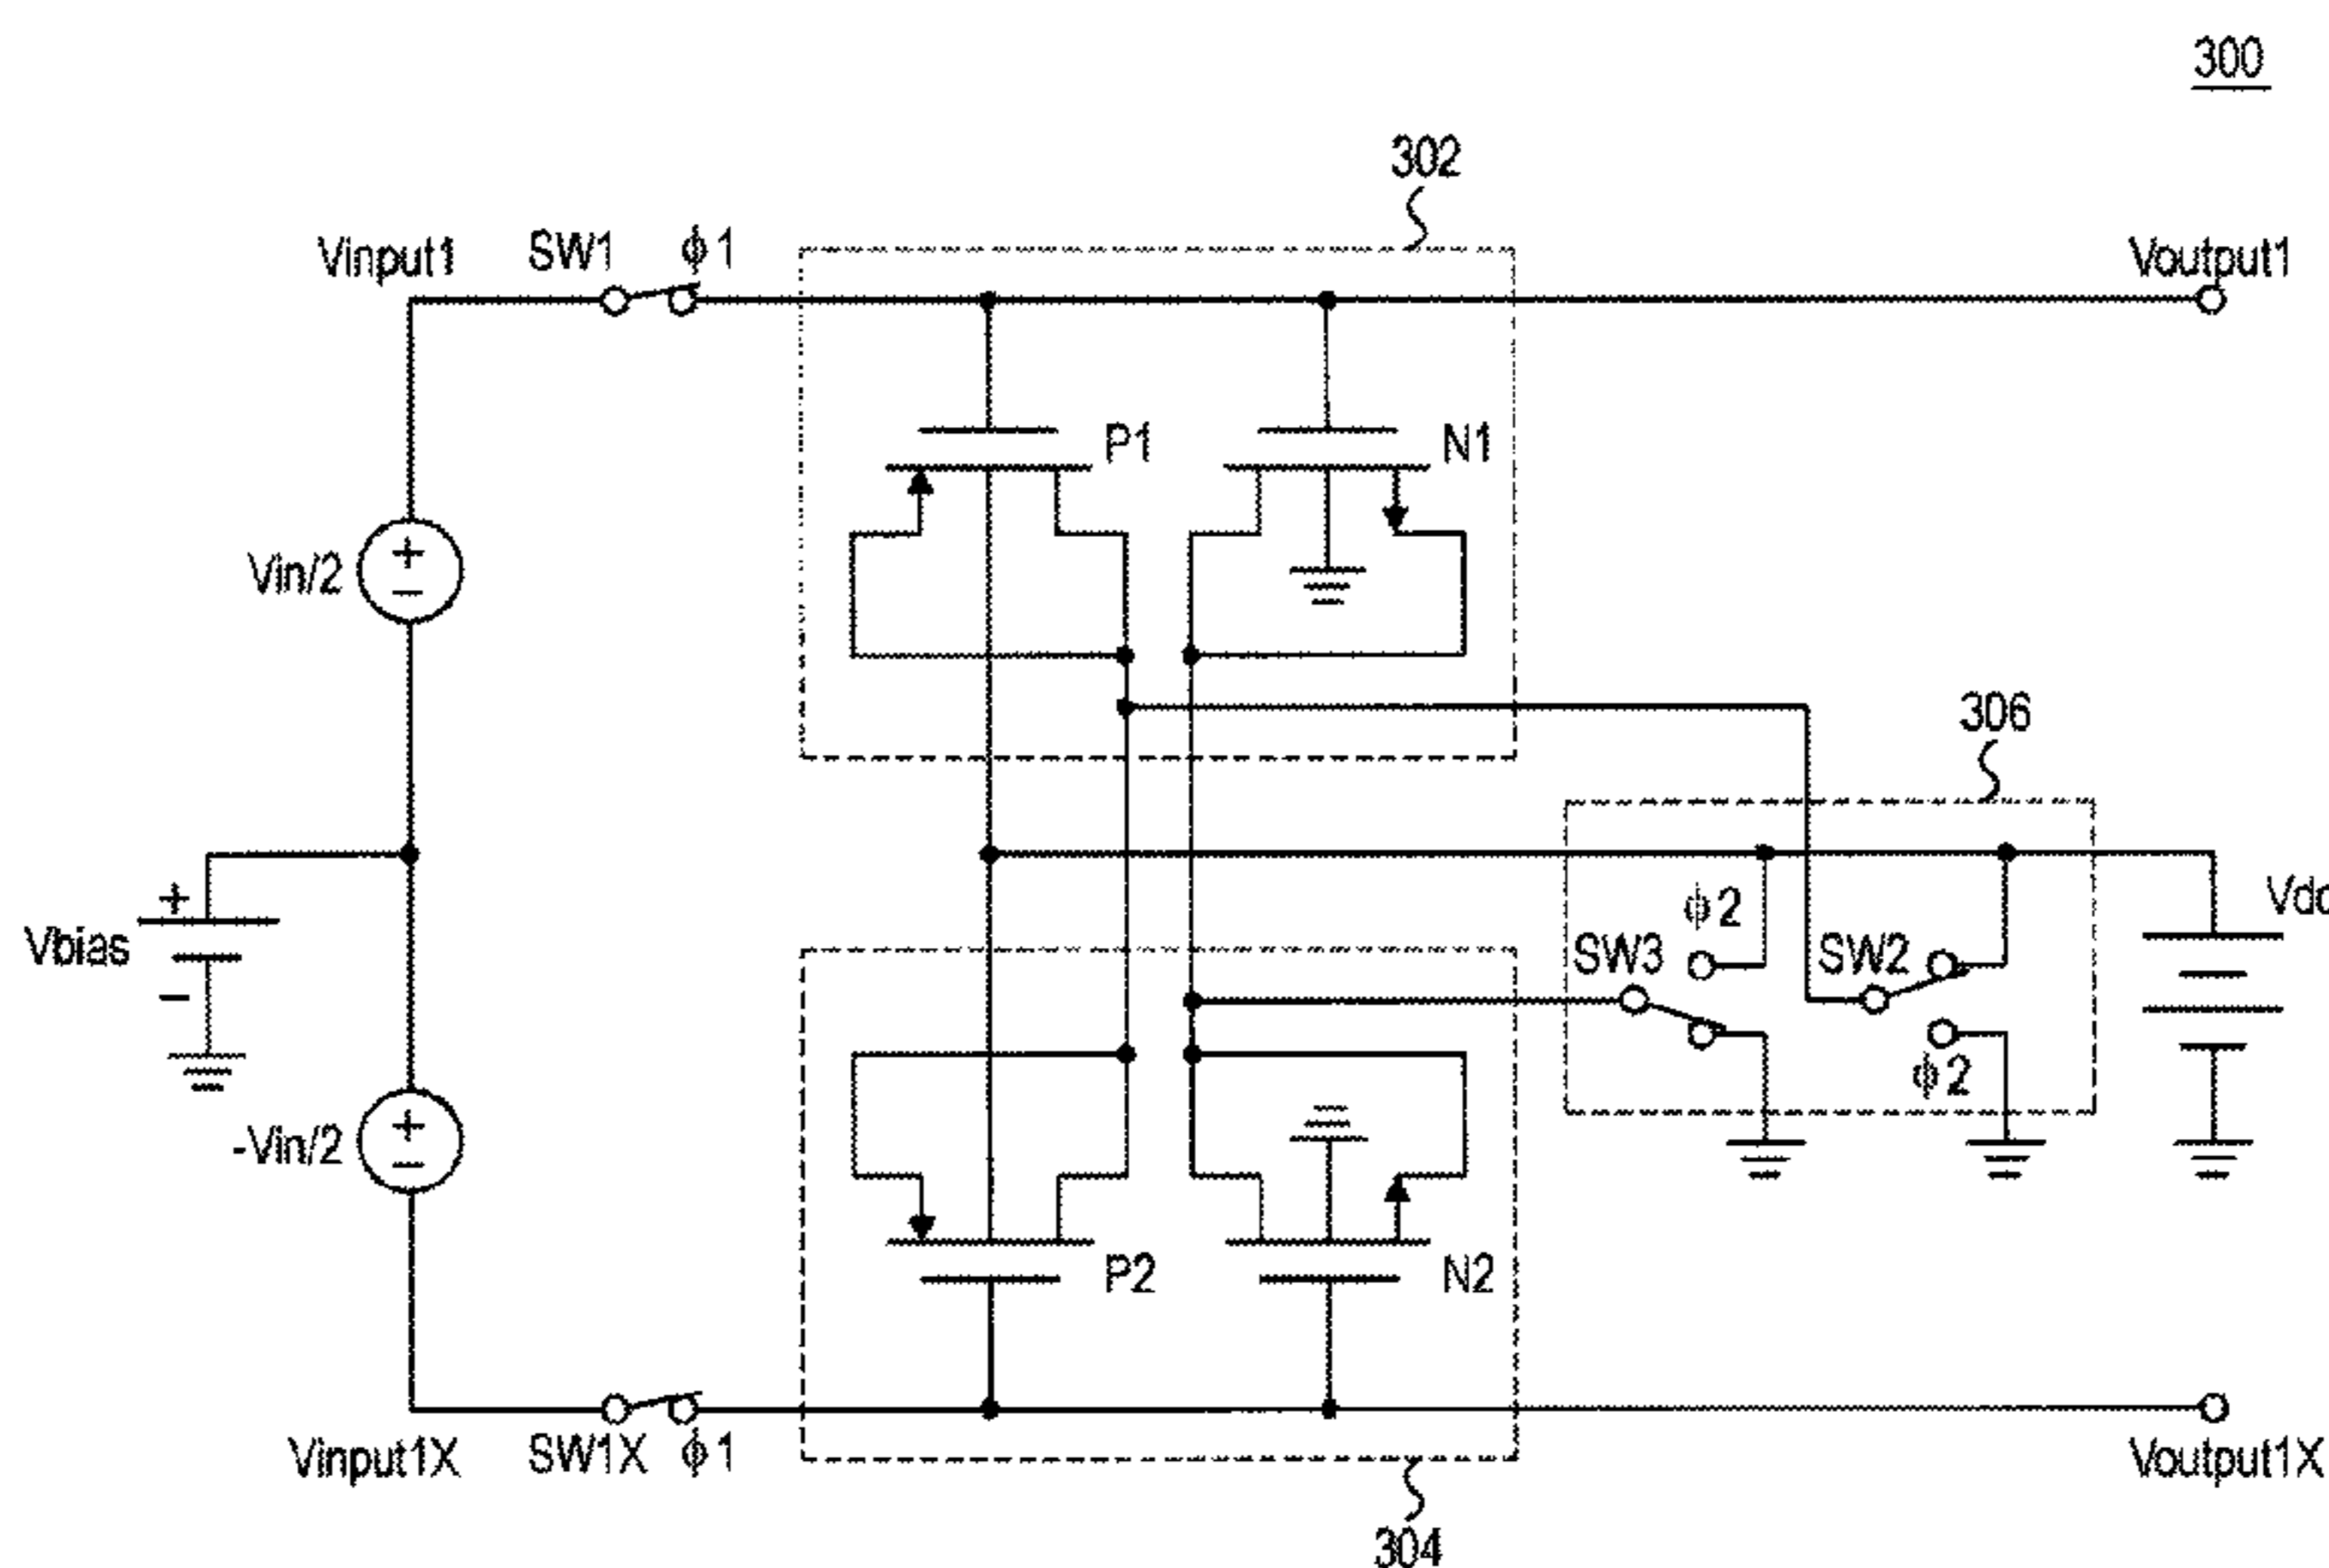 300
302
Vinput1 SW1 ϕ1 Voutput1
P1 N1
+
−
Vin/2
306
+
Vbias
−
ϕ2
SW3 SW2
ϕ2
+
−
-Vin/2
P2 N2
Vinput1X SW1X ϕ1 Voutput1X
304